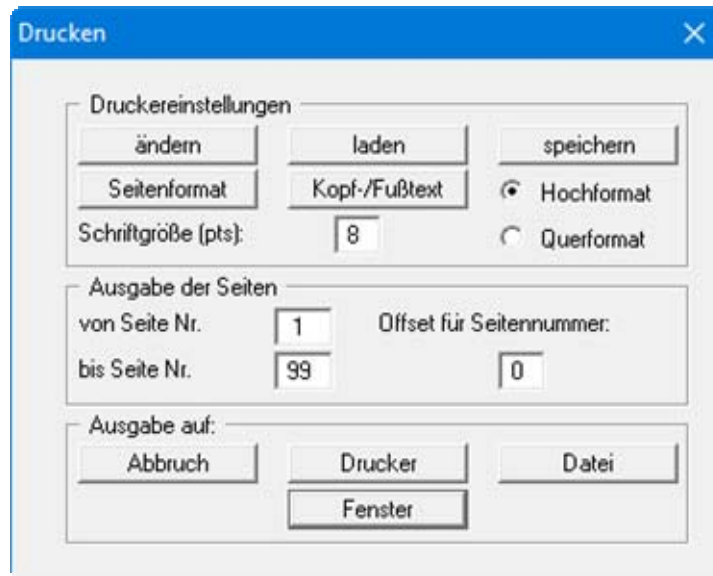 Drucken
Druckereinstellungen
ändern laden speichern
Seitenformat Kopf-/Fußtext Hochformat
Schriftgröße (pts): 8 Querformat
Ausgabe der Seiten
von Seite Nr. 1 Offset für Seitennummer:
bis Seite Nr. 99 0
Ausgabe auf:
Abbruch Drucker Datei
Fenster